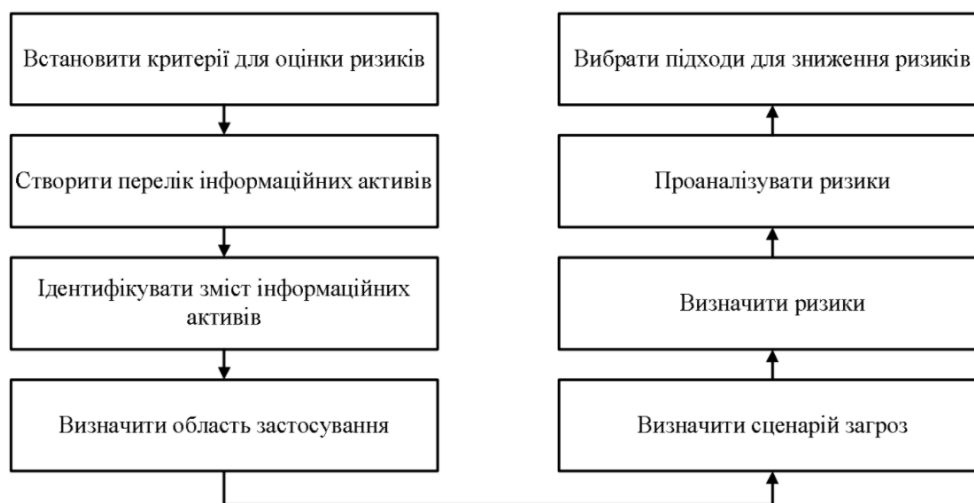 Встановити критерії для оцінки ризиків
Створити перелік інформаційних активів
Ідентифікувати зміст інформаційних
активів
Визначити область застосування
Вибрати підходи для зниження ризиків
Проаналізувати ризики
Визначити ризики
Визначити сценарій загроз